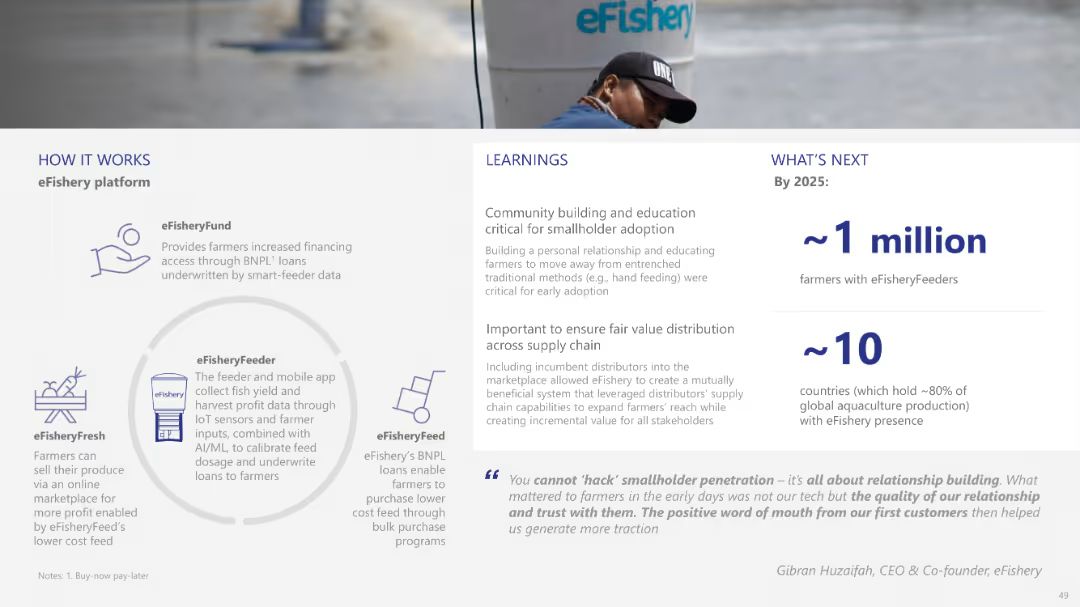 eFishery
ONE
HOW IT WORKS
eFishery platform
eFisheryFund
Provides farmers increased financing
access through BNPL¹ loans
underwritten by smart-feeder data
eFisheryFeeder
The feeder and mobile app
collect fish yield and
harvest profit data through
IoT sensors and farmer
inputs, combined with
AI/ML, to calibrate feed
dosage and underwrite
loans to farmers
eFishery
eFisheryFresh
Farmers can
sell their produce
via an online
marketplace for
more profit enabled
by eFisheryFeed's
lower cost feed
eFisheryFeed
eFishery's BNPL
loans enable
farmers to
purchase lower
cost feed through
bulk purchase
programs
Notes: 1. Buy-now pay-later
LEARNINGS
Community building and education
critical for smallholder adoption
Building a personal relationship and educating
farmers to move away from entrenched
traditional methods (e.g., hand feeding) were
critical for early adoption
Important to ensure fair value distribution
across supply chain
Including incumbent distributors into the
marketplace allowed eFishery to create a mutually
beneficial system that leveraged distributors' supply
chain capabilities to expand farmers' reach while
creating incremental value for all stakeholders
WHAT'S NEXT
By 2025:
~1 million
farmers with eFisheryFeeders
~10
countries (which hold ~80% of
global aquaculture production)
with eFishery presence
“ You cannot 'hack' smallholder penetration – it's all about relationship building. What
mattered to farmers in the early days was not our tech but the quality of our relationship
and trust with them. The positive word of mouth from our first customers then helped
us generate more traction
Gibran Huzaifah, CEO & Co-founder, eFishery
49